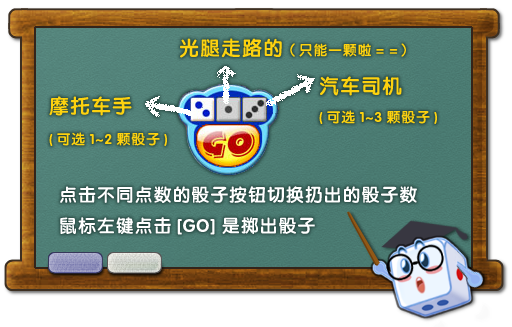 光腿走路的（只能一颗啦 = =）
汽车司机
（可选 1~3 颗骰子）
摩托车手
（可选 1~2 颗骰子）
GO
点击不同点数的骰子按钮切换扔出的骰子数
鼠标左键点击 [GO] 是掷出骰子